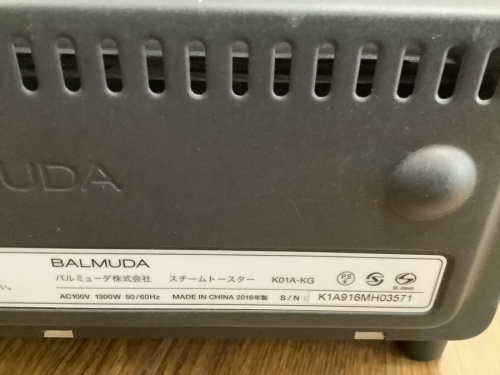 MUDA
BALMUDA
バルミューダ株式会社 スチームトースター K01A-KG
AC100V 1300W 50/60Hz MADE IN CHINA 2016年製 S/N: K1A916MH03571